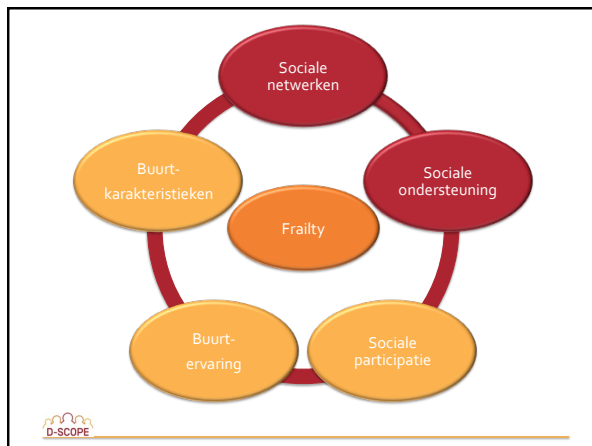 Sociale
netwerken
Buurt-
karakteristieken
Sociale
ondersteuning
Frailty
Buurt-
ervaring
Sociale
participatie
D-SCOPE